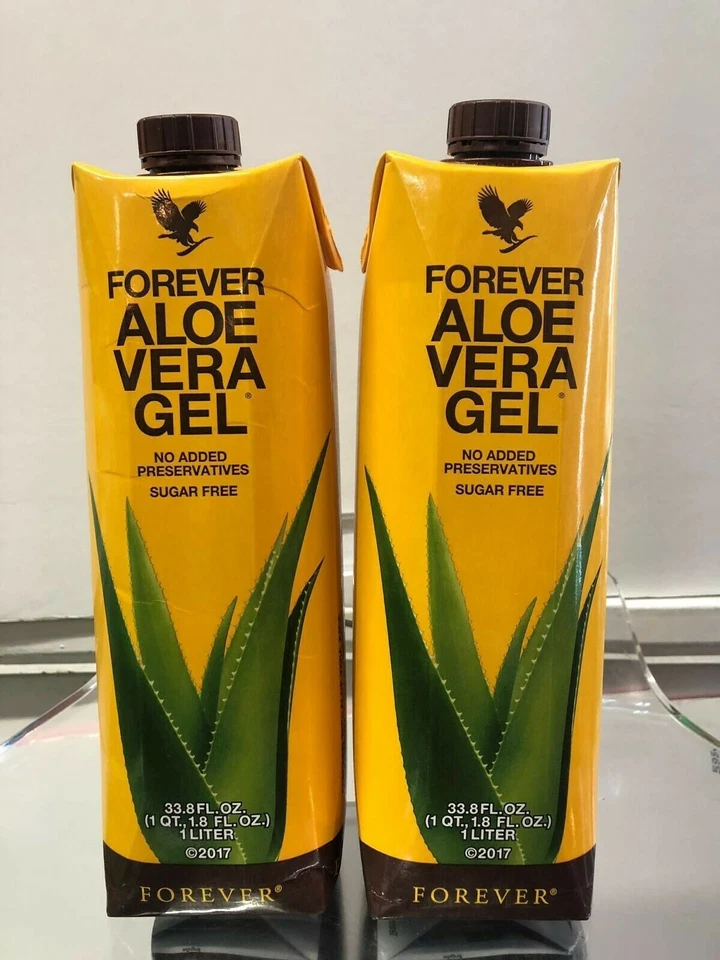 FOREVER
ALOE
VERA
GEL®
NO ADDED
PRESERVATIVES
SUGAR FREE
33.8 FL. OZ.
(1 QT., 1.8 FL. OZ.)
1 LITER
©2017
FOREVER®
FOREVER
ALOE
VERA
GEL®
NO ADDED
PRESERVATIVES
SUGAR FREE
33.8 FL. OZ.
(1 QT., 1.8 FL. OZ.)
1 LITER
©2017
FOREVER®